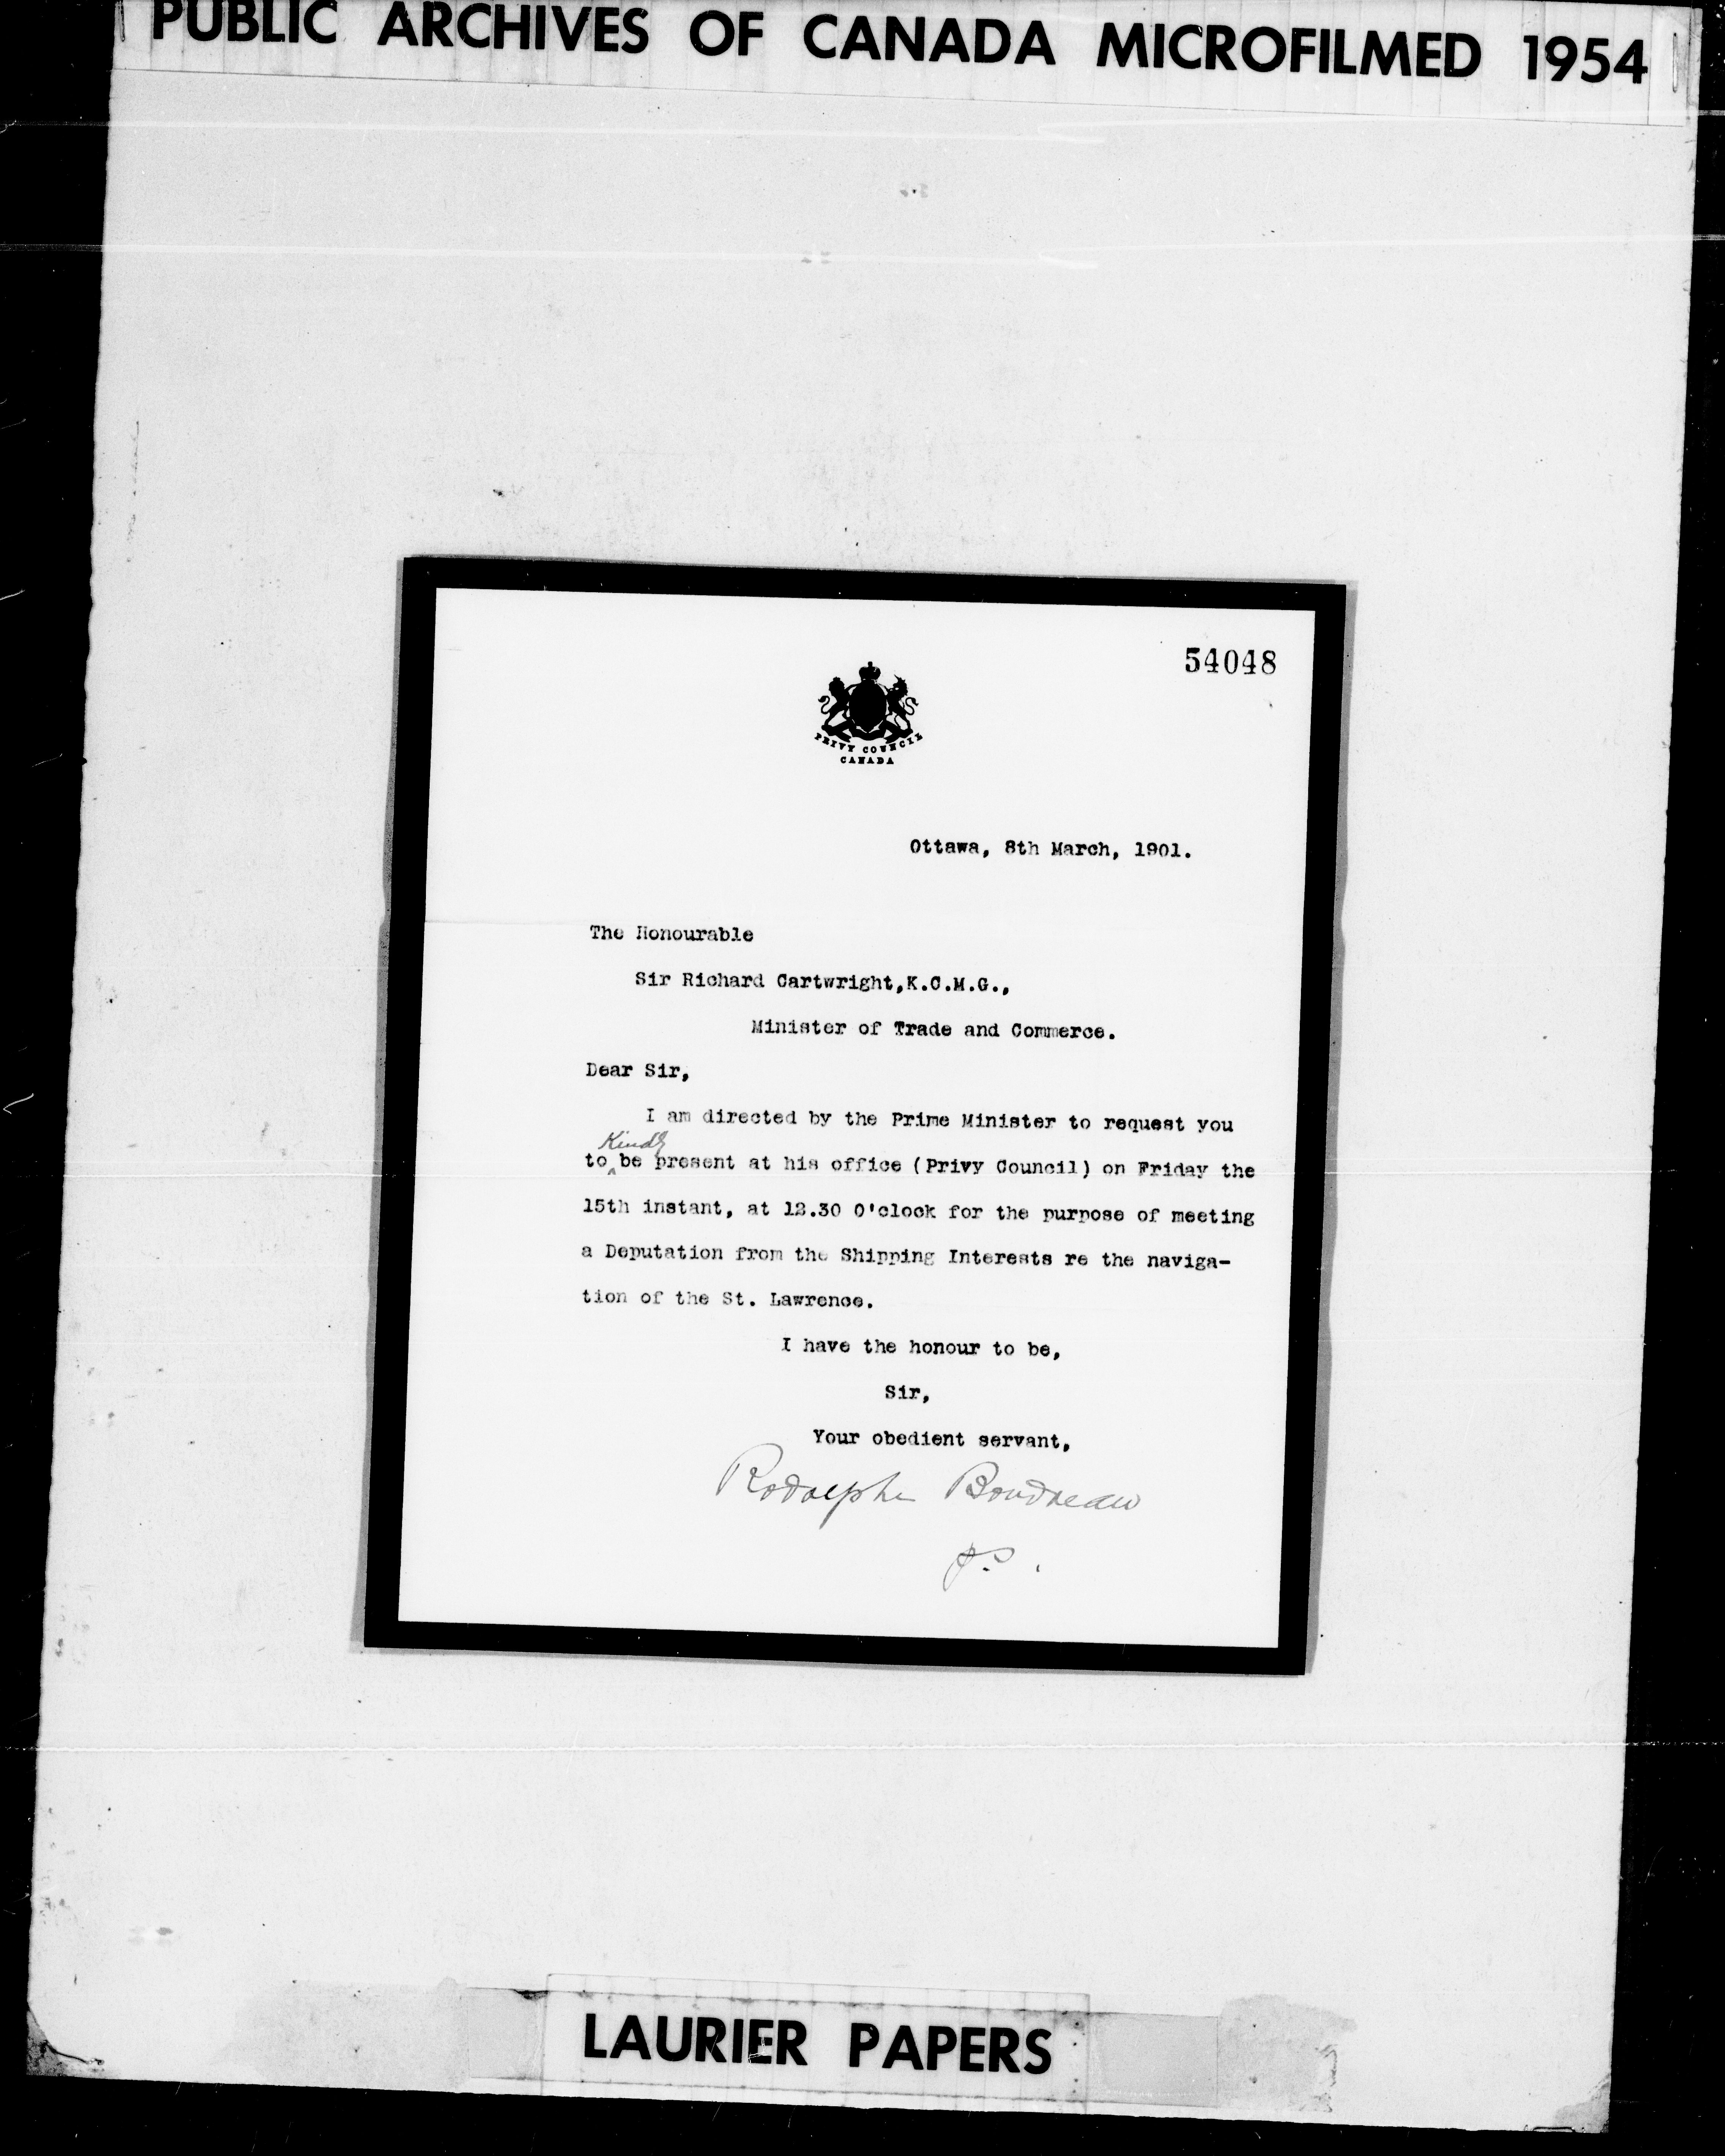 PUBLIC ARCHIVES OF CANADA MICROFILMED 1954
54048
PRIVY COUNCIL
CANADA
Ottawa, 8th March, 1901.
The Honourable
Sir Richard Cartwright,K.C.M.G.,
Minister of Trade and Commerce.
Dear Sir,
I am directed by the Prime Minister to request you
Kindly
to be present at his office (Privy Council) on Friday the
15th instant, at 12.30 O'clock for the purpose of meeting
a Deputation from the Shipping Interests re the naviga-
tion of the St. Lawrence.
I have the honour to be,
Sir,
Your obedient servant,
Rodolphe Boudreau
LAURIER PAPERS